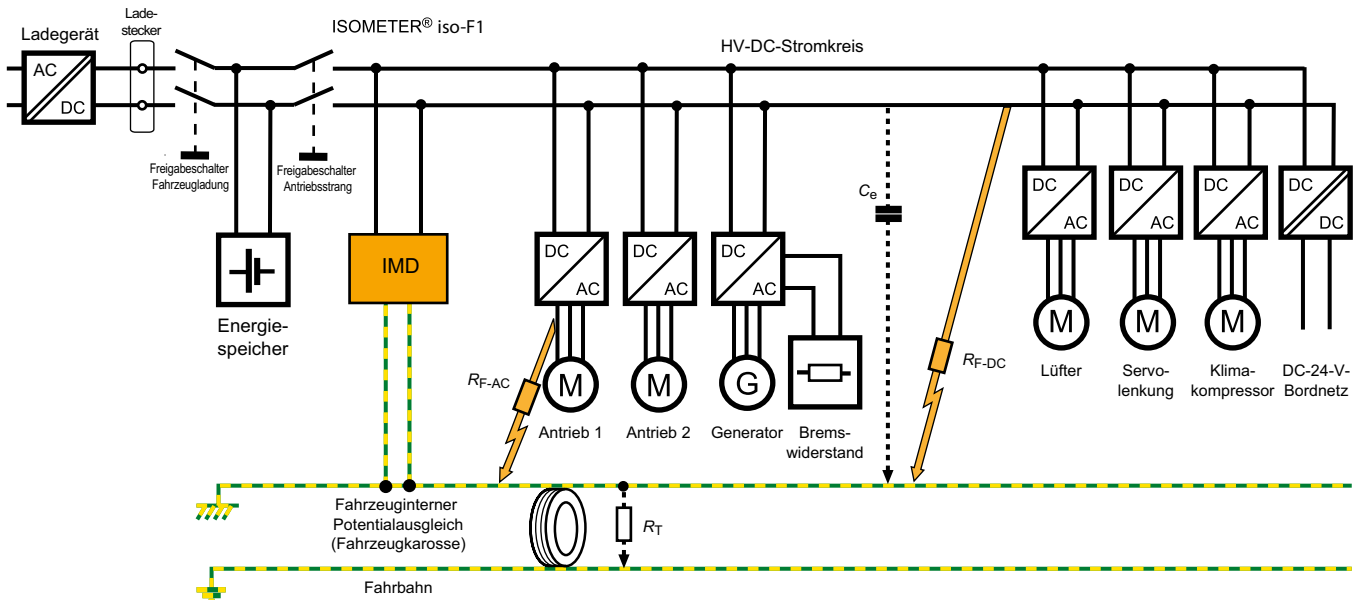 Ladegerät
Lade-
stecker
ISOMETER® iso-F1
HV-DC-Stromkreis
AC
DC
Freigabeschalter
Fahrzeugladung
Freigabeschalter
Antriebsstrang
Energie-
speicher
IMD
DC
AC
DC
AC
DC
AC
Ce
DC
AC
DC
AC
DC
AC
DC
DC
RF-AC
M
M
G
RF-DC
M
M
M
Antrieb 1
Antrieb 2
Generator
Brems-
widerstand
Lüfter
Servo-
lenkung
Klima-
kompressor
DC-24-V-
Bordnetz
Fahrzeuginterner
Potentialausgleich
(Fahrzeugkarosse)
RT
Fahrbahn